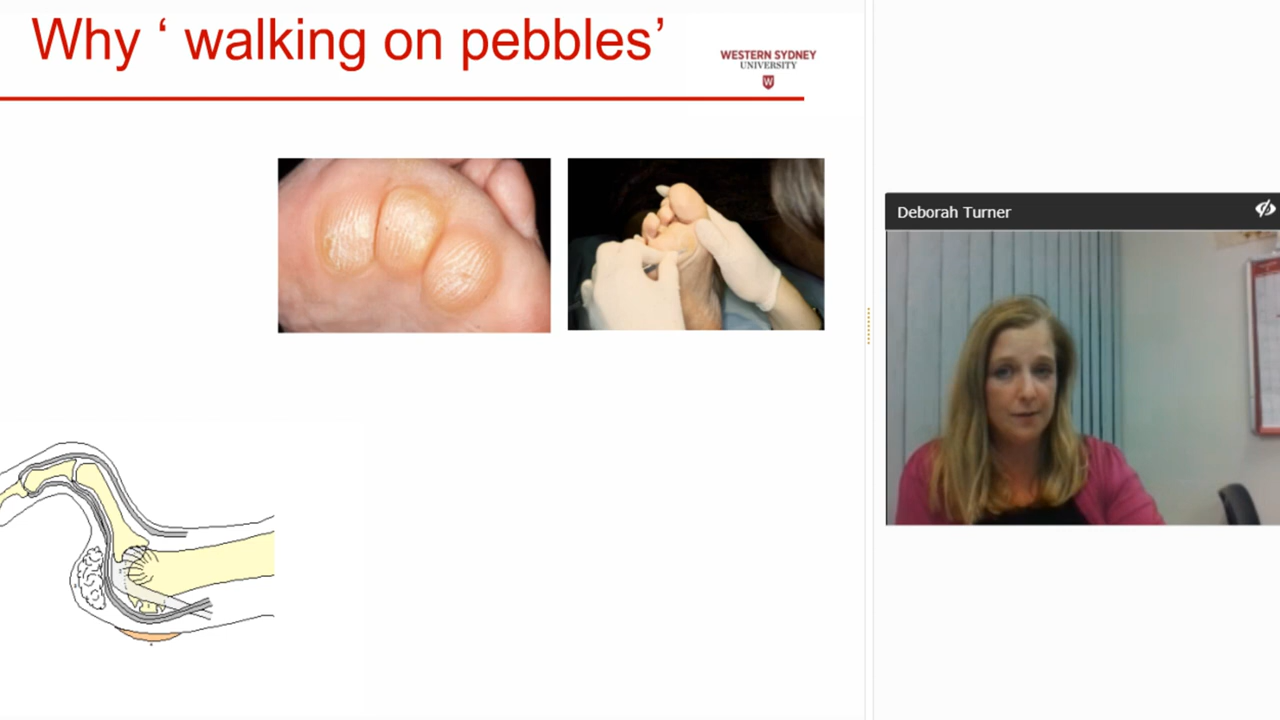 Why ‘ walking on pebbles’
WESTERN SYDNEY
UNIVERSITY
W
Deborah Turner